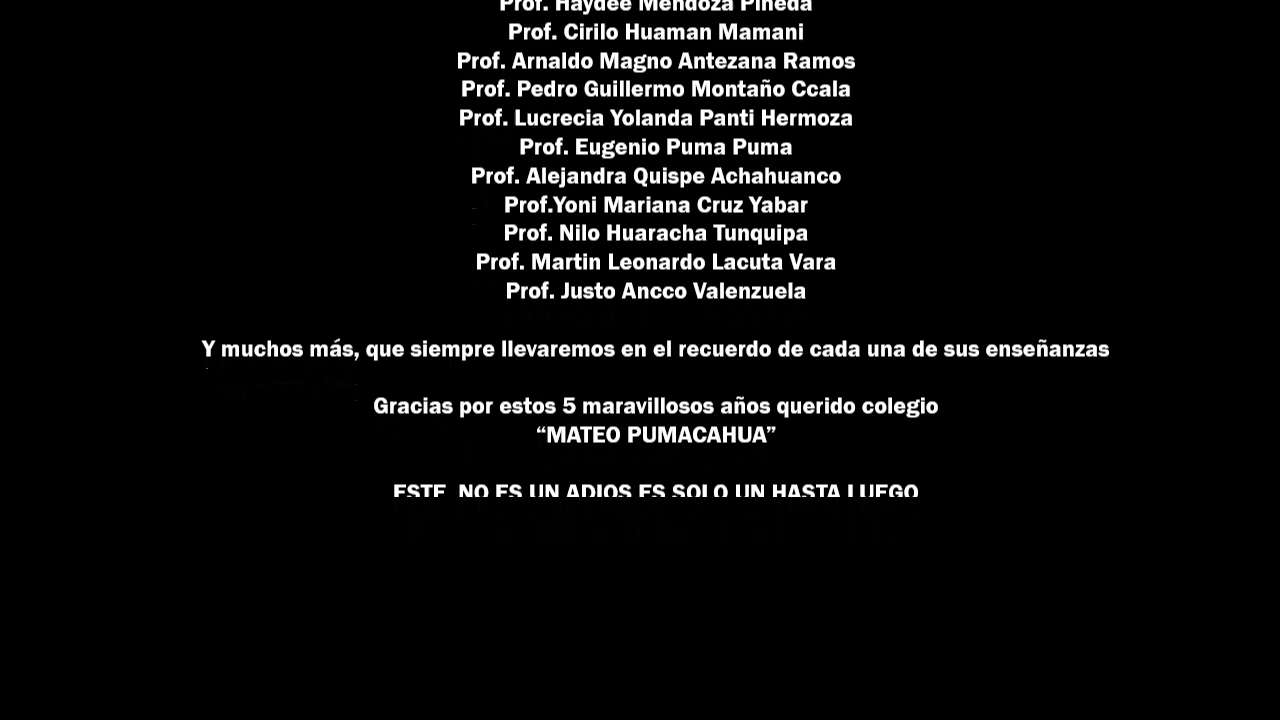 Prof. Haydee Mendoza Pineda
Prof. Cirilo Huaman Mamani
Prof. Arnaldo Magno Antezana Ramos
Prof. Pedro Guillermo Montaño Ccala
Prof. Lucrecia Yolanda Panti Hermoza
Prof. Eugenio Puma Puma
Prof. Alejandra Quispe Achahuanco
Prof.Yoni Mariana Cruz Yabar
Prof. Nilo Huaracha Tunquipa
Prof. Martin Leonardo Lacuta Vara
Prof. Justo Ancco Valenzuela
Y muchos más, que siempre llevaremos en el recuerdo de cada una de sus enseñanzas
Gracias por estos 5 maravillosos años querido colegio
“MATEO PUMACAHUA”
ESTE NO ES UN ADIOS ES SOLO UN HASTA LUEGO